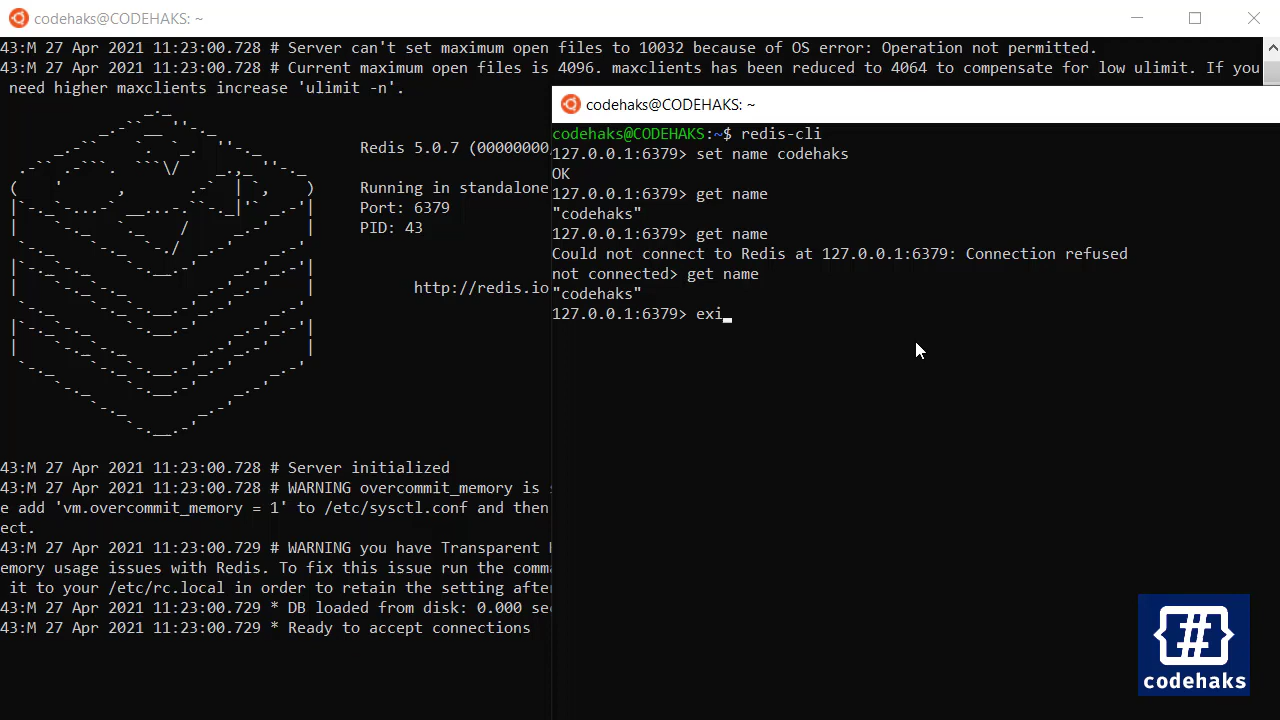 codehaks@CODEHAKS: ~
43:M 27 Apr 2021 11:23:00.728 # Server can't set maximum open files to 10032 because of OS error: Operation not permitted.
43:M 27 Apr 2021 11:23:00.728 # Current maximum open files is 4096. maxclients has been reduced to 4064 to compensate for low ulimit. If you
need higher maxclients increase 'ulimit -n'.
Redis 5.0.7 (00000000
Running in standalone
Port: 6379
PID: 43
http://redis.io
43:M 27 Apr 2021 11:23:00.728 # Server initialized
43:M 27 Apr 2021 11:23:00.728 # WARNING overcommit_memory is
e add 'vm.overcommit_memory = 1' to /etc/sysctl.conf and then
ect.
43:M 27 Apr 2021 11:23:00.729 # WARNING you have Transparent
emory usage issues with Redis. To fix this issue run the comma
it to your /etc/rc.local in order to retain the setting afte
43:M 27 Apr 2021 11:23:00.729 * DB loaded from disk: 0.000 sec
43:M 27 Apr 2021 11:23:00.729 * Ready to accept connections
codehaks@CODEHAKS: ~
codehaks@CODEHAKS:~$ redis-cli
127.0.0.1:6379> set name codehaks
OK
127.0.0.1:6379> get name
"codehaks"
127.0.0.1:6379> get name
Could not connect to Redis at 127.0.0.1:6379: Connection refused
not connected> get name
"codehaks"
127.0.0.1:6379> exi
{#}
codehaks